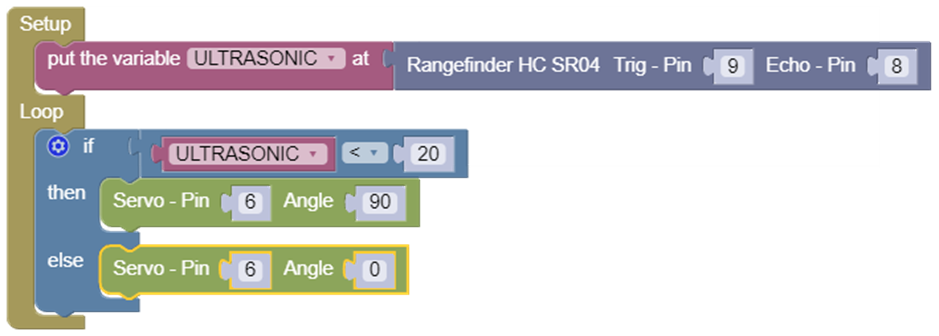 Setup
put the variable ULTRASONIC at Rangefinder HC SR04 Trig - Pin 9 Echo - Pin 8
Loop
if ULTRASONIC < 20
then Servo - Pin 6 Angle 90
else Servo - Pin 6 Angle 0